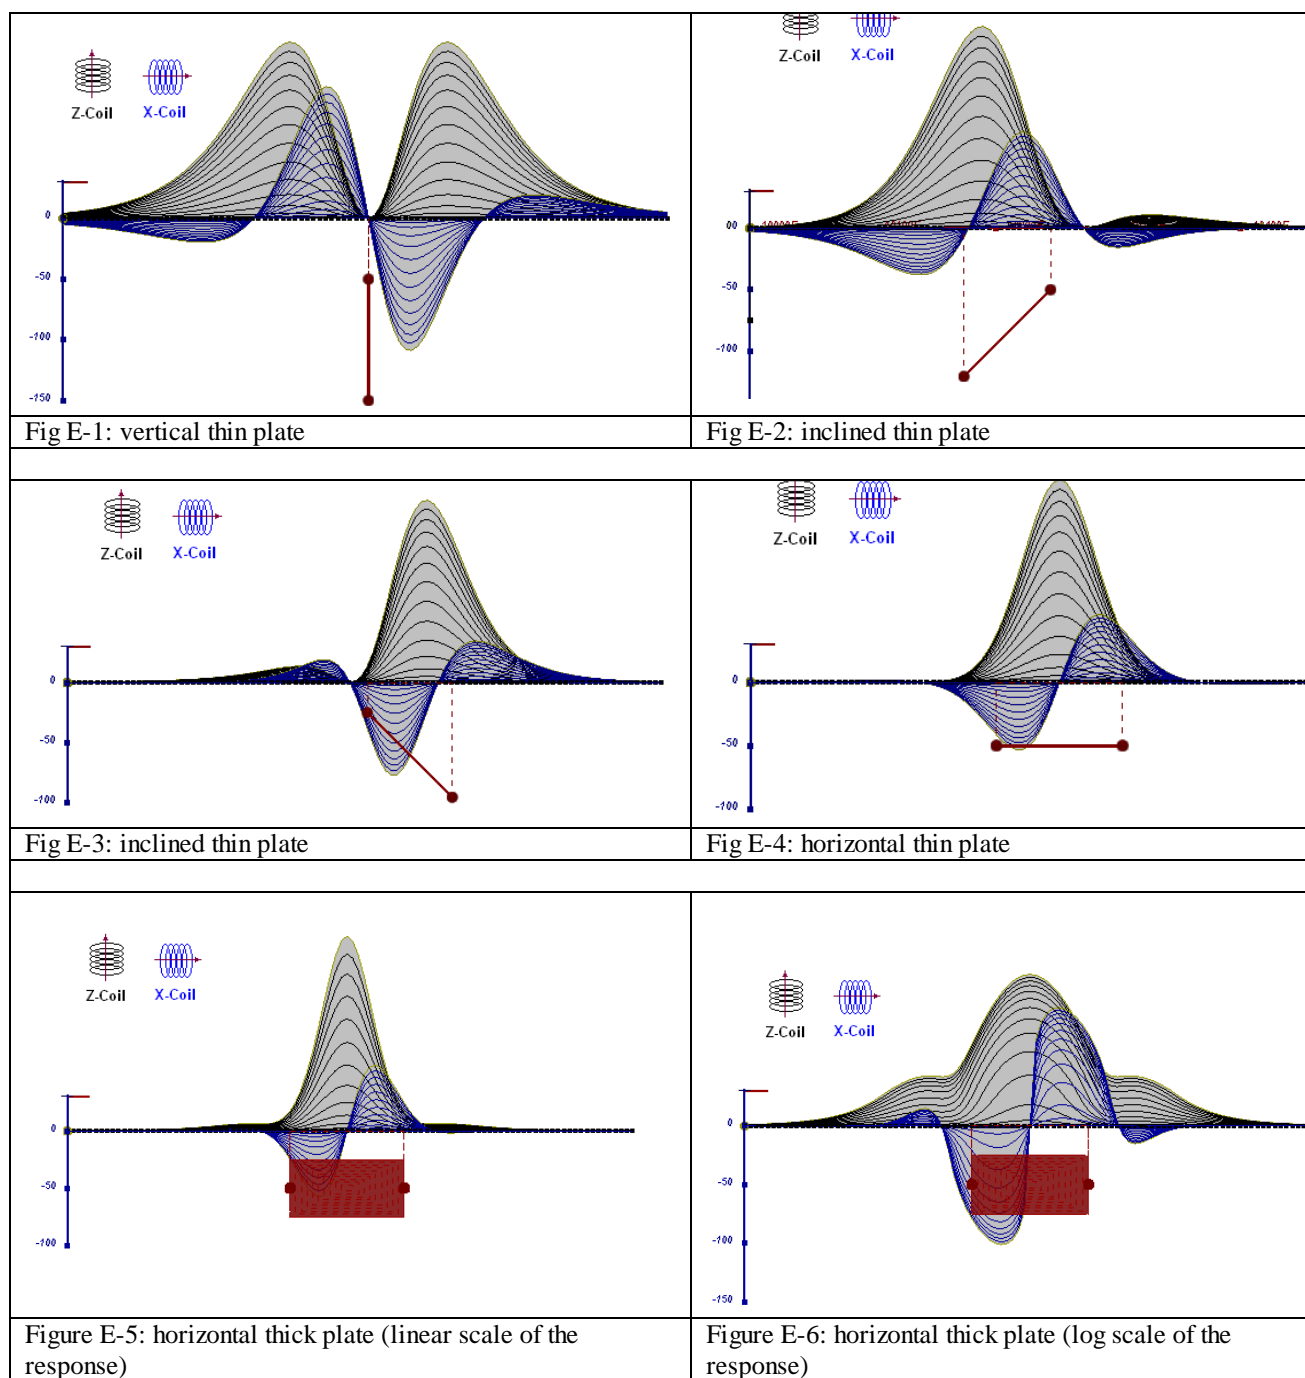 Z-Coil X-Coil
0
-50
-100
-150
Fig E-1: vertical thin plate
Z-Coil X-Coil
00
-50
-100
Fig E-2: inclined thin plate
Z-Coil X-Coil
0
-50
-100
Fig E-3: inclined thin plate
Z-Coil X-Coil
0
-50
-100
Fig E-4: horizontal thin plate
Z-Coil X-Coil
0
-50
-100
Figure E-5: horizontal thick plate (linear scale of the
response)
Z-Coil X-Coil
0
-50
-100
-150
Figure E-6: horizontal thick plate (log scale of the
response)